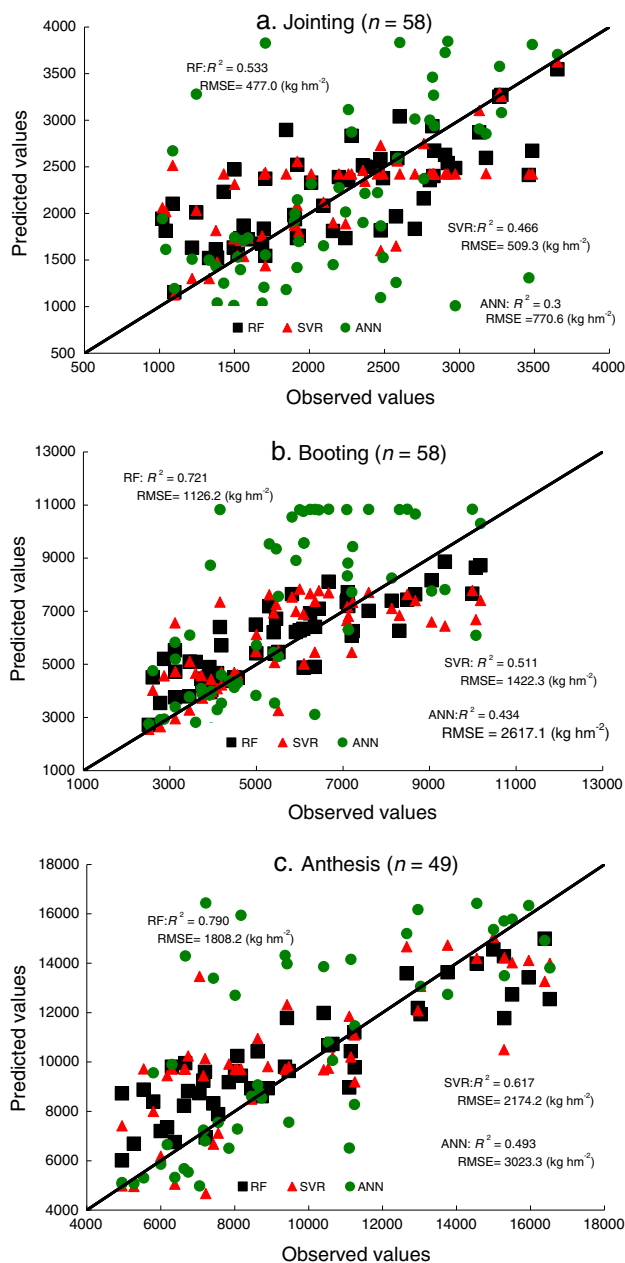 a. Jointing (n = 58)
4000
3500
3000
2500
2000
1500
1000
500
Predicted values
RF:R² = 0.533
RMSE= 477.0 (kg hm⁻²)
SVR:R² = 0.466
RMSE= 509.3 (kg hm⁻²)
ANN: R² = 0.3
RMSE =770.6 (kg hm⁻²)
RF SVR ANN
500 1000 1500 2000 2500 3000 3500 4000
Observed values
b. Booting (n = 58)
13000
11000
9000
7000
5000
3000
1000
Predicted values
RF: R² = 0.721
RMSE= 1126.2 (kg hm⁻²)
SVR: R² = 0.511
RMSE= 1422.3 (kg hm⁻²)
ANN:R² = 0.434
RMSE = 2617.1 (kg hm⁻²)
RF SVR ANN
1000 3000 5000 7000 9000 11000 13000
Observed values
c. Anthesis (n = 49)
18000
16000
14000
12000
10000
8000
6000
4000
Predicted values
RF:R² = 0.790
RMSE= 1808.2 (kg hm⁻²)
SVR:R² = 0.617
RMSE= 2174.2 (kg hm⁻²)
ANN: R² = 0.493
RMSE= 3023.3 (kg hm⁻²)
RF SVR ANN
4000 6000 8000 10000 12000 14000 16000 18000
Observed values